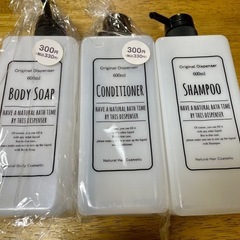 300円
(税込330円)
Original Dispenser
600ml
BODY SOAP
HAVE A NATURAL BATH TIME
BY THIS DISPENSER
Natural Body Cosmetic
300円
(税込330円)
Original Dispenser
600ml
CONDITIONER
HAVE A NATURAL BATH TIME
BY THIS DISPENSER
Natural Hair Cosmetic
Original Dispenser
600ml
SHAMPOO
HAVE A NATURAL BATH TIME
BY THIS DISPENSER
Natural Hair Cosmetic